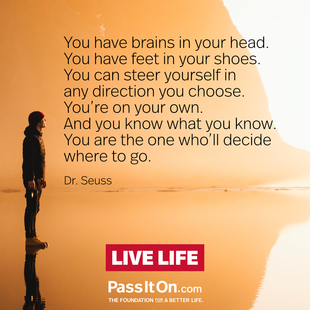 You have brains in your head.
You have feet in your shoes.
You can steer yourself in
any direction you choose.
You're on your own.
And you know what you know.
You are the one who'll decide
where to go.
Dr. Seuss
LIVE LIFE
PassItOn.com
THE FOUNDATION FOR A BETTER LIFE.